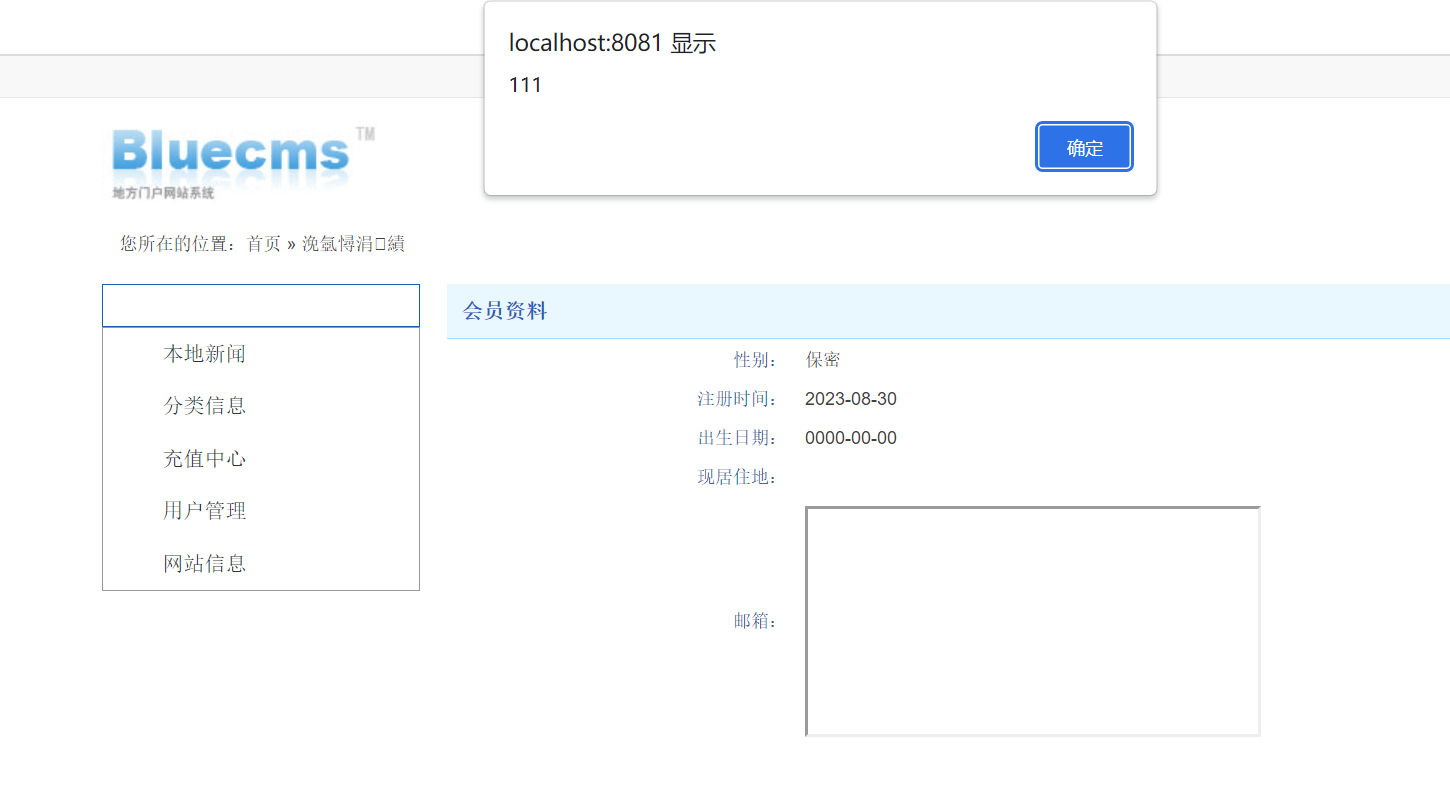 localhost:8081 显示
111
确定
Bluecms TM
地方门户网站系统
您所在的位置：首页 » 浼氬憳涓績
本地新闻
分类信息
充值中心
用户管理
网站信息
会员资料
性别： 保密
注册时间： 2023-08-30
出生日期： 0000-00-00
现居住地：
邮箱：